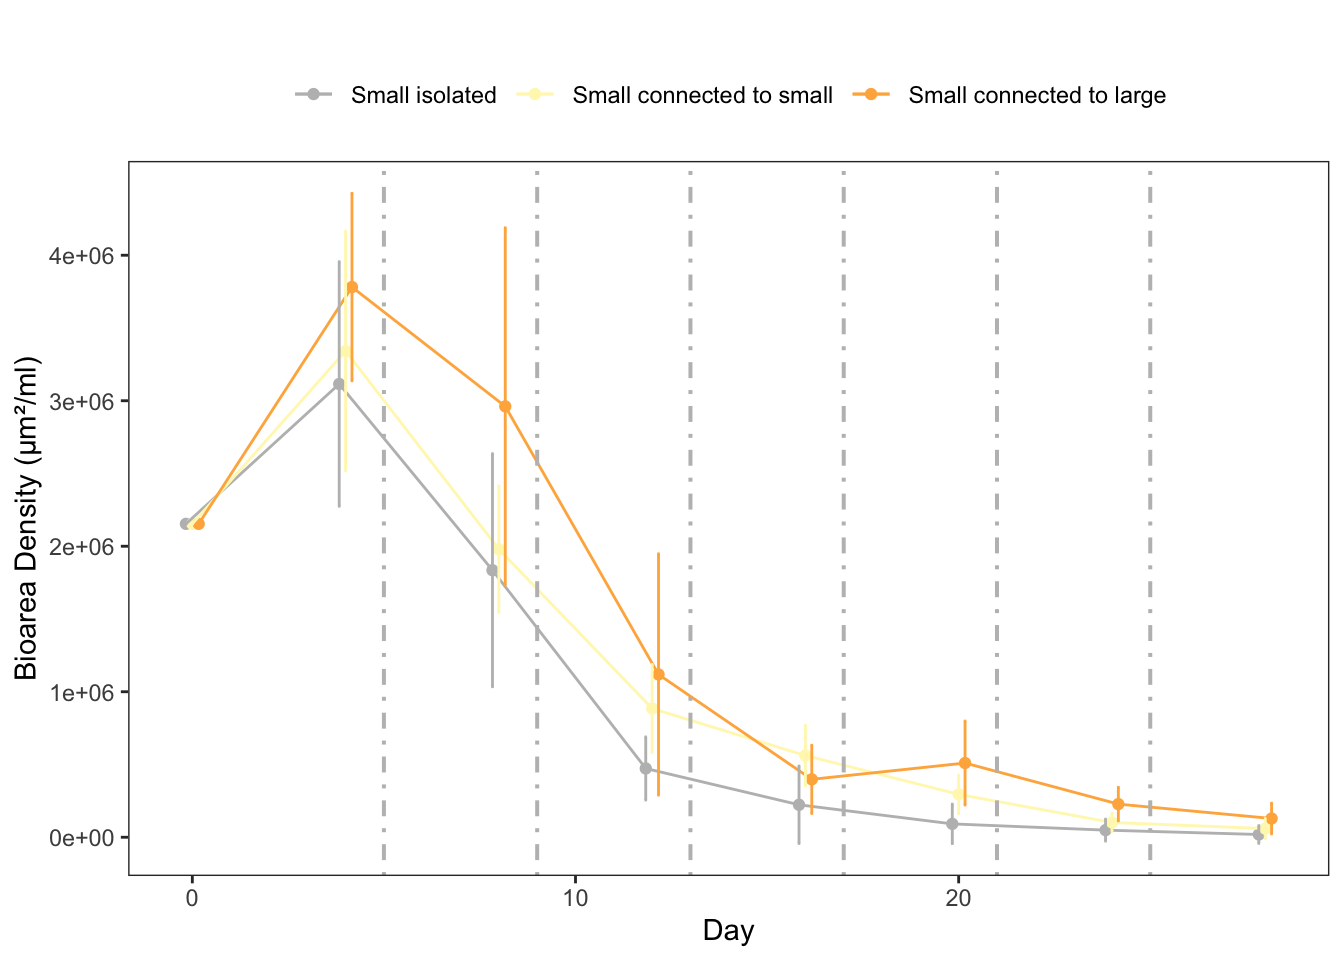 Small isolated Small connected to small Small connected to large
Bioarea Density (µm²/ml)
4e+06
3e+06
2e+06
1e+06
0e+00
0 10 20
Day